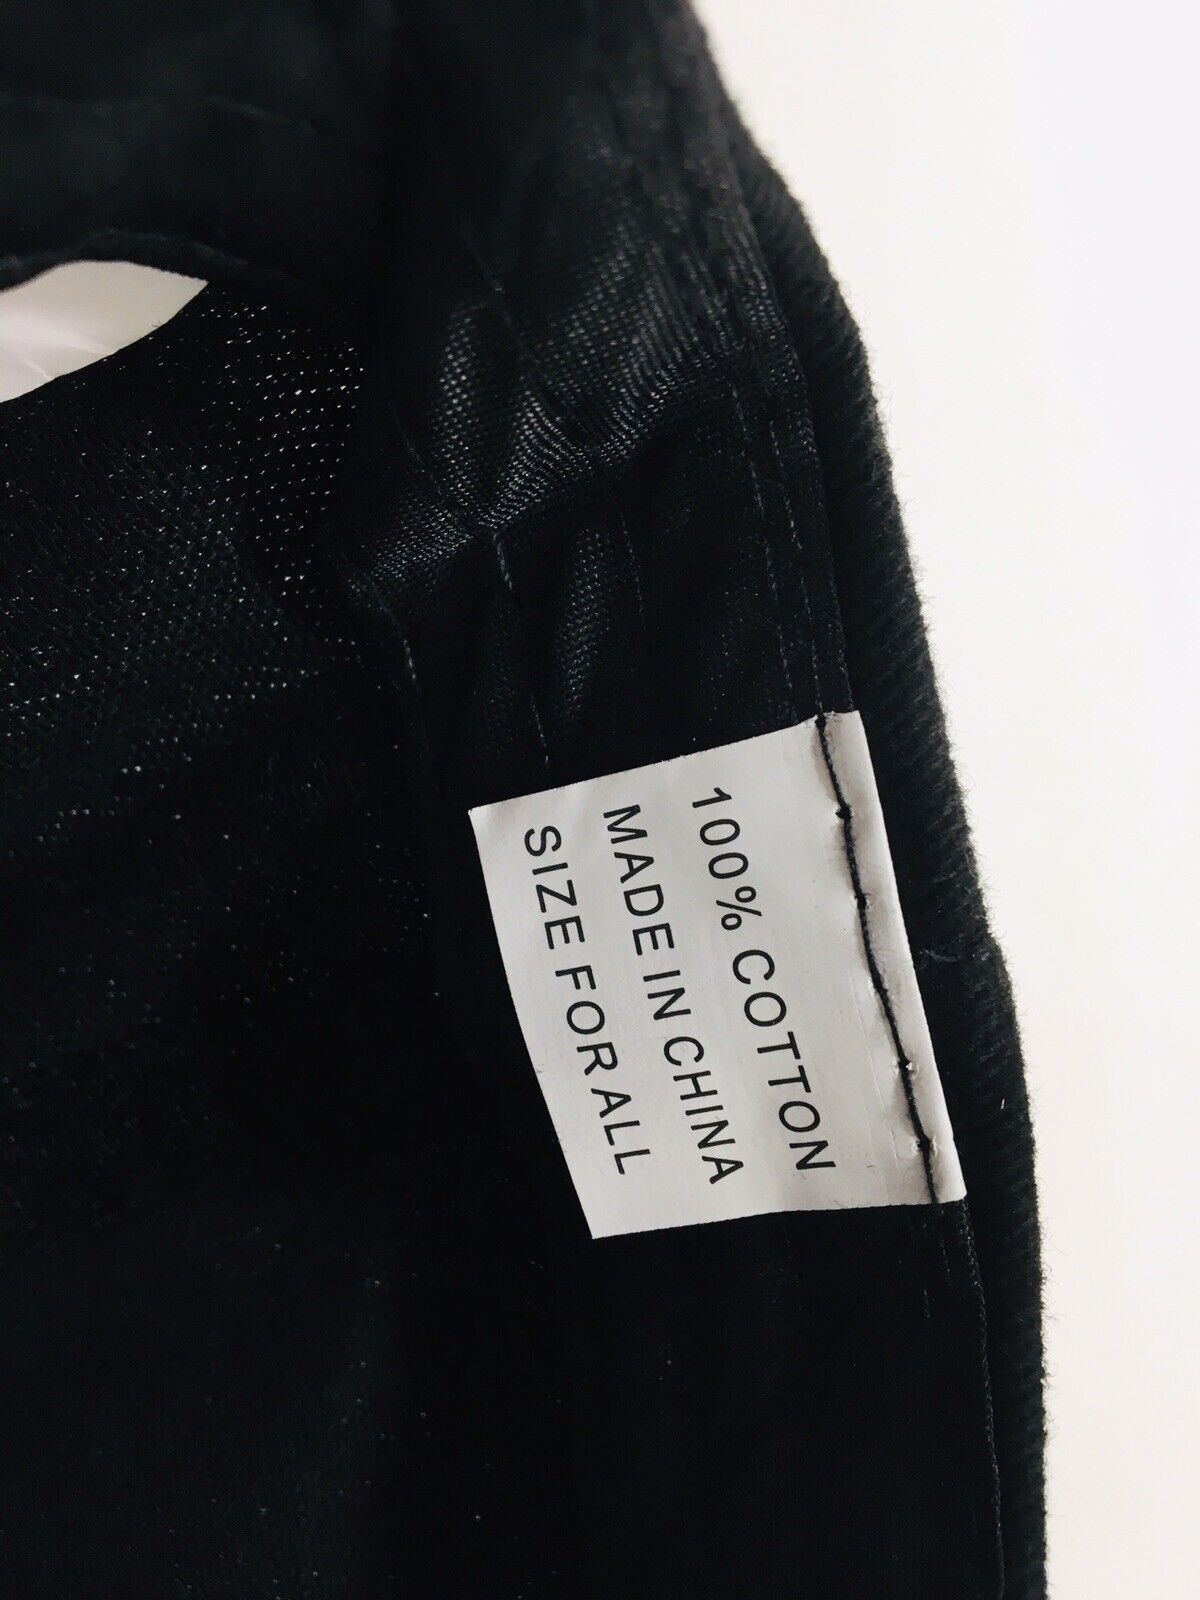 100% COTTON
MADE IN CHINA
SIZE FOR ALL